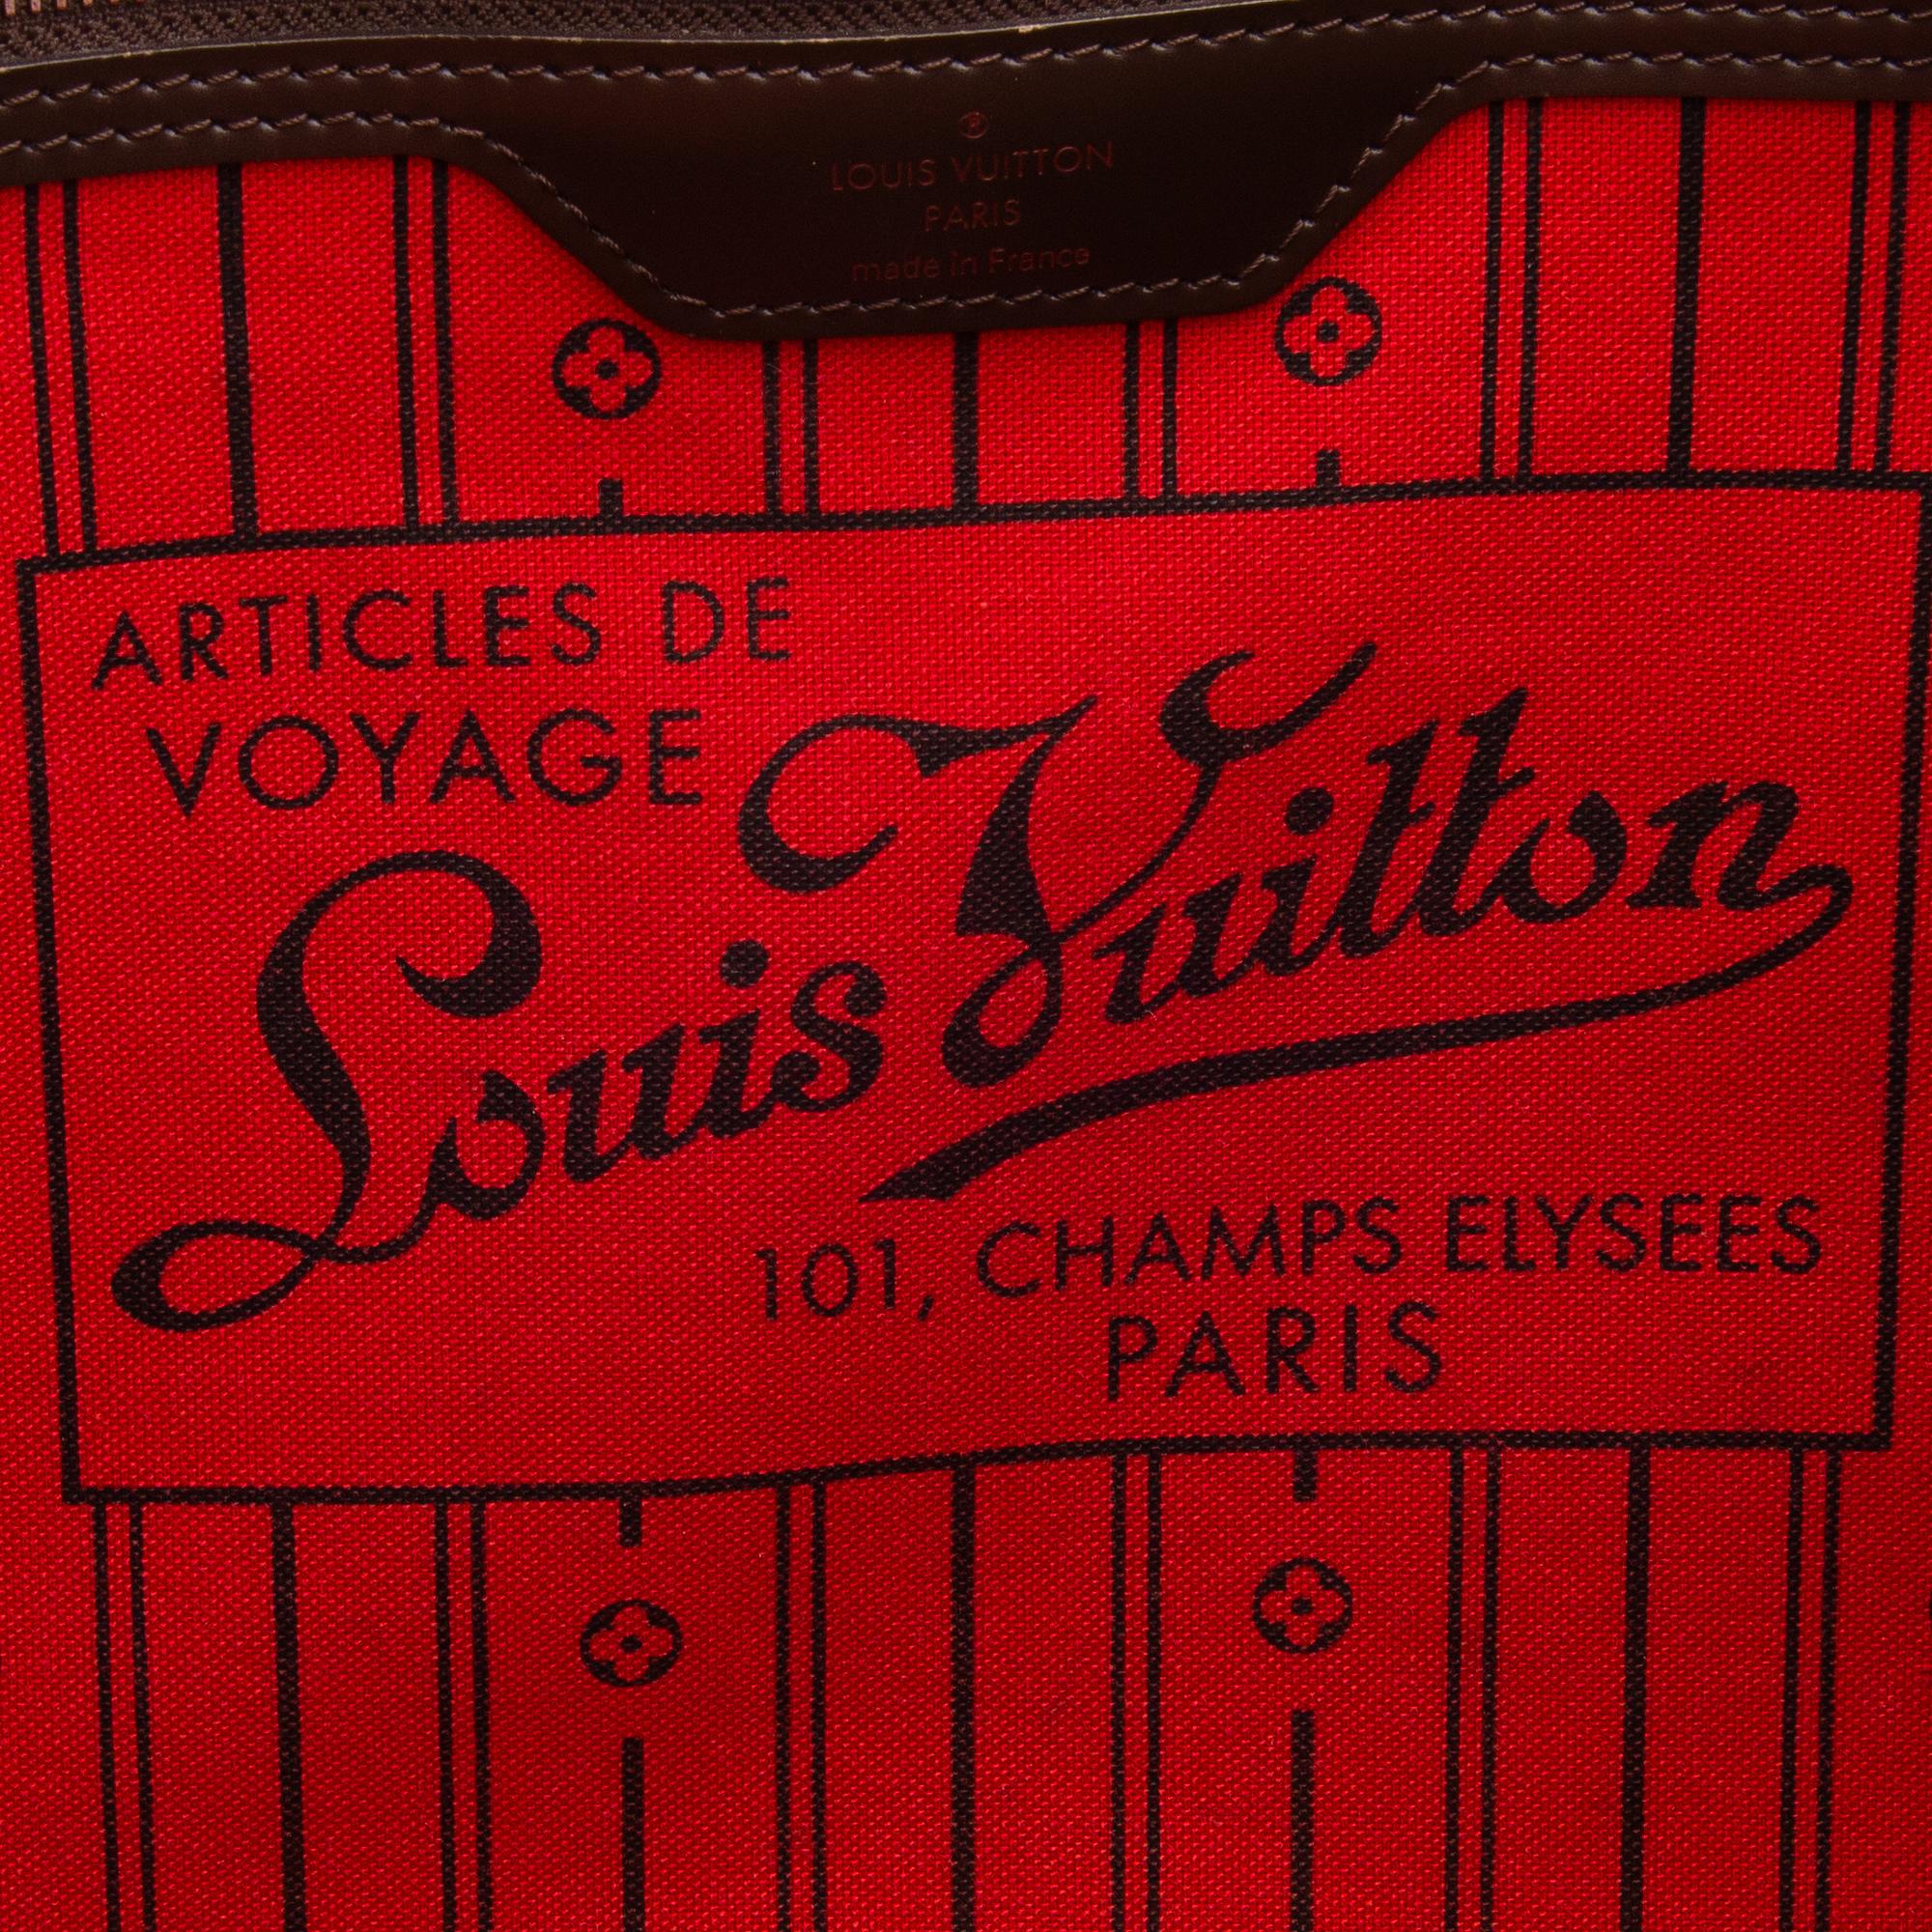 ®
LOUIS VUITTON
PARIS
made in France
ARTICLES DE
VOYAGE
Louis Vuitton
101, CHAMPS ELYSEES
PARIS